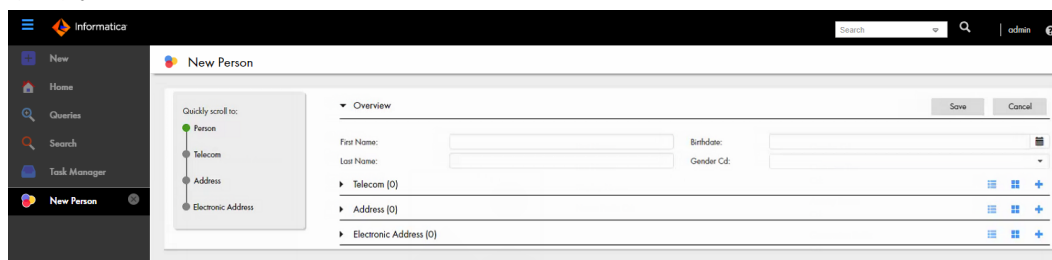 Informatica
Search
admin
New
Home
Queries
Search
Task Manager
New Person
New Person
Quickly scroll to:
Person
Telecom
Address
Electronic Address
Overview
Save
Cancel
First Name:
Birthdate:
Last Name:
Gender Cd:
Telecom (0)
Address (0)
Electronic Address (0)